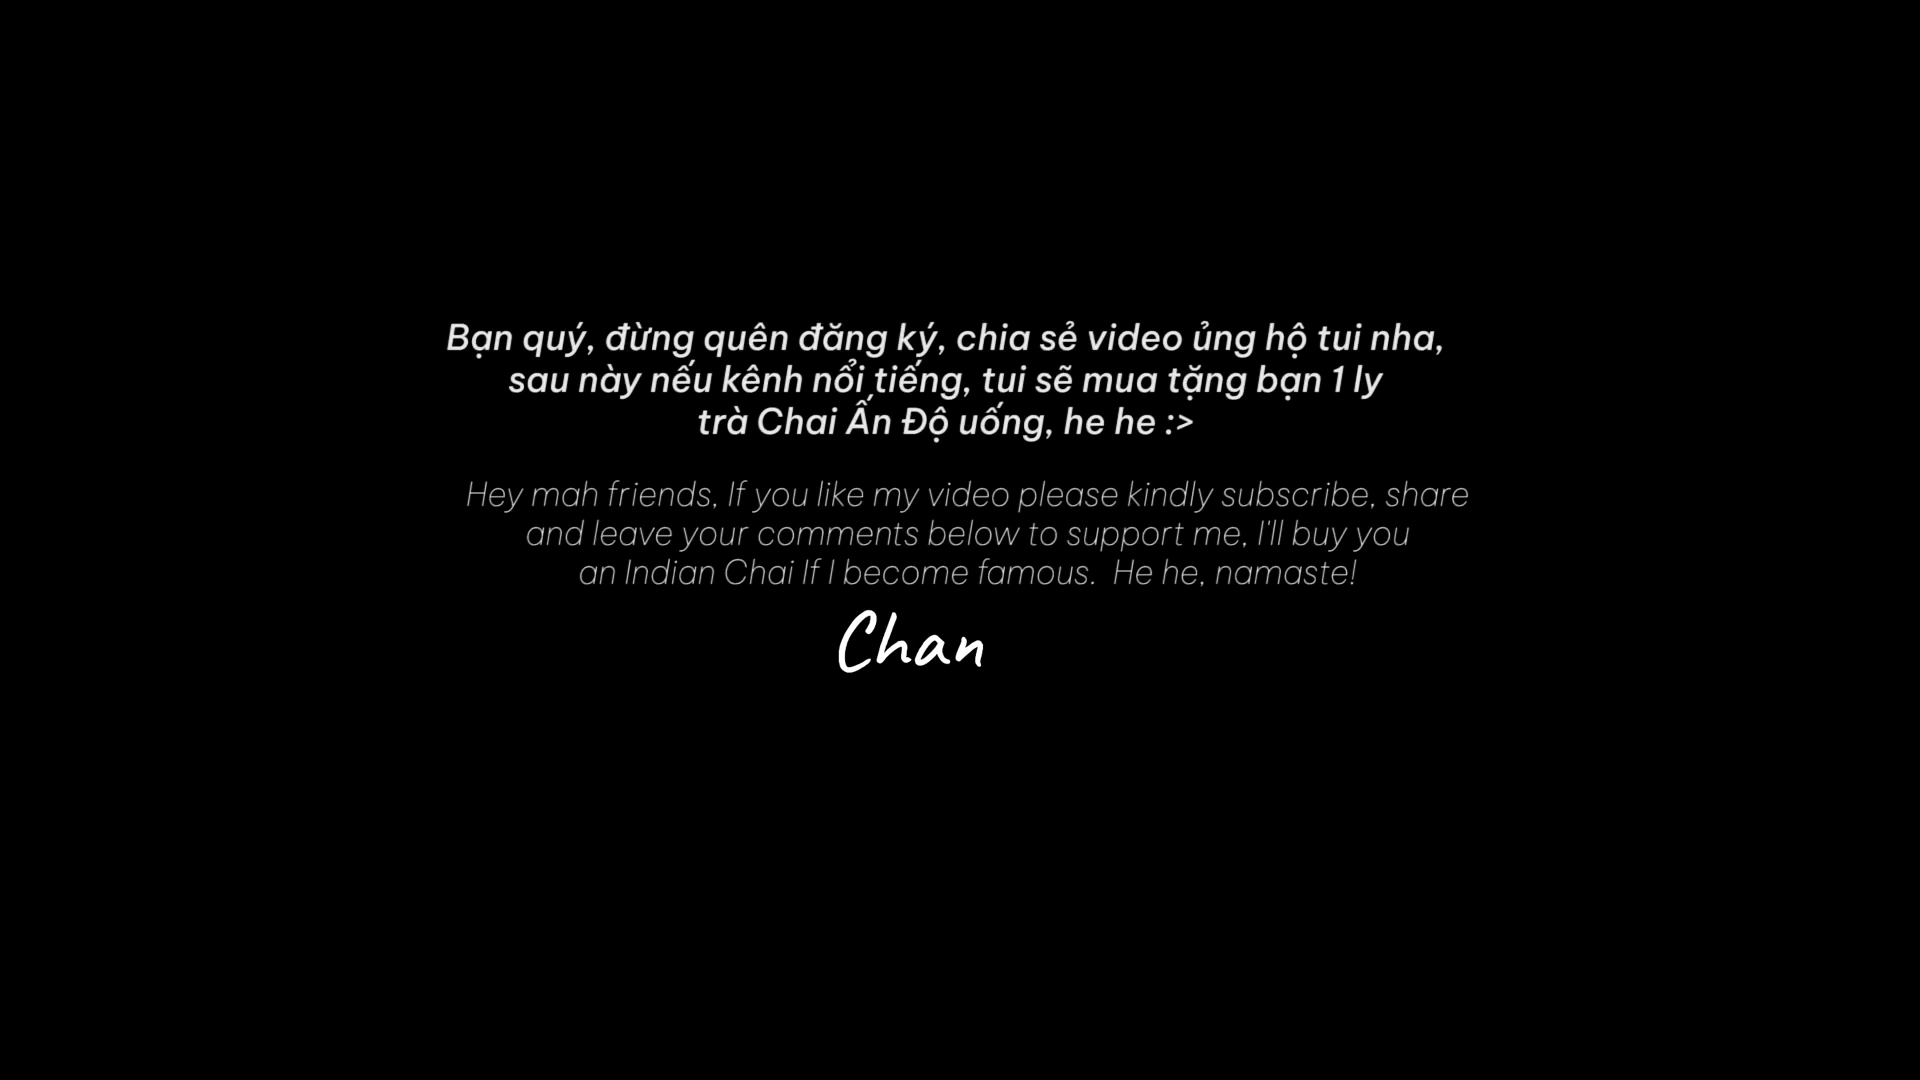 Bạn quý, đừng quên đăng ký, chia sẻ video ủng hộ tui nha,
sau này nếu kênh nổi tiếng, tui sẽ mua tặng bạn 1 ly
trà Chai Ấn Độ uống, he he :>
Hey mah friends, If you like my video please kindly subscribe, share
and leave your comments below to support me, I'll buy you
an Indian Chai If I become famous.  He he, namaste!
Chan